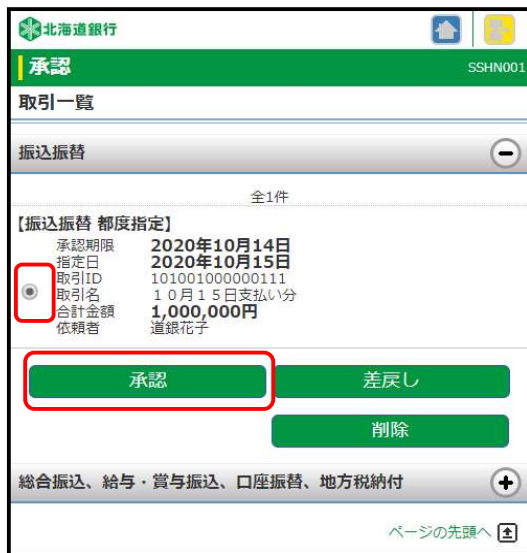 北海道銀行
承認 SSHN001
取引一覧
振込振替
全1件
【振込振替 都度指定】
承認期限 2020年10月14日
指定日 2020年10月15日
取引ID 101001000000111
取引名 １０月１５日支払い分
合計金額 1,000,000円
依頼者 道銀花子
承認 差戻し
削除
総合振込、給与・賞与振込、口座振替、地方税納付
ページの先頭へ